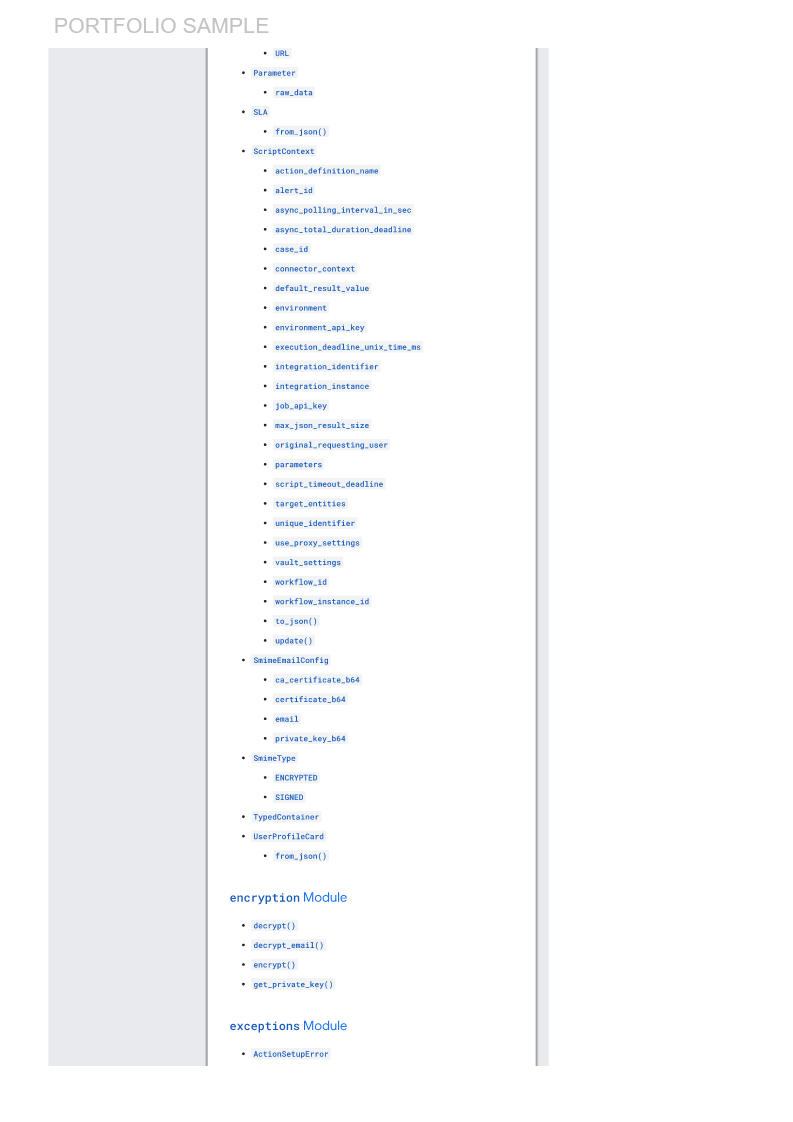 PORTFOLIO SAMPLE
• URL
• Parameter
• raw_data
• SLA
• from_json()
• ScriptContext
• action_definition_name
• alert_id
• async_polling_interval_in_sec
• async_total_duration_deadline
• case_id
• connector_context
• default_result_value
• environment
• environment_api_key
• execution_deadline_unix_time_ms
• integration_identifier
• integration_instance
• job_api_key
• max_json_result_size
• original_requesting_user
• parameters
• script_timeout_deadline
• target_entities
• unique_identifier
• use_proxy_settings
• vault_settings
• workflow_id
• workflow_instance_id
• to_json()
• update()
• SmimeEmailConfig
• ca_certificate_b64
• certificate_b64
• email
• private_key_b64
• SmimeType
• ENCRYPTED
• SIGNED
• TypedContainer
• UserProfileCard
• from_json()
encryption Module
• decrypt()
• decrypt_email()
• encrypt()
• get_private_key()
exceptions Module
• ActionSetupError